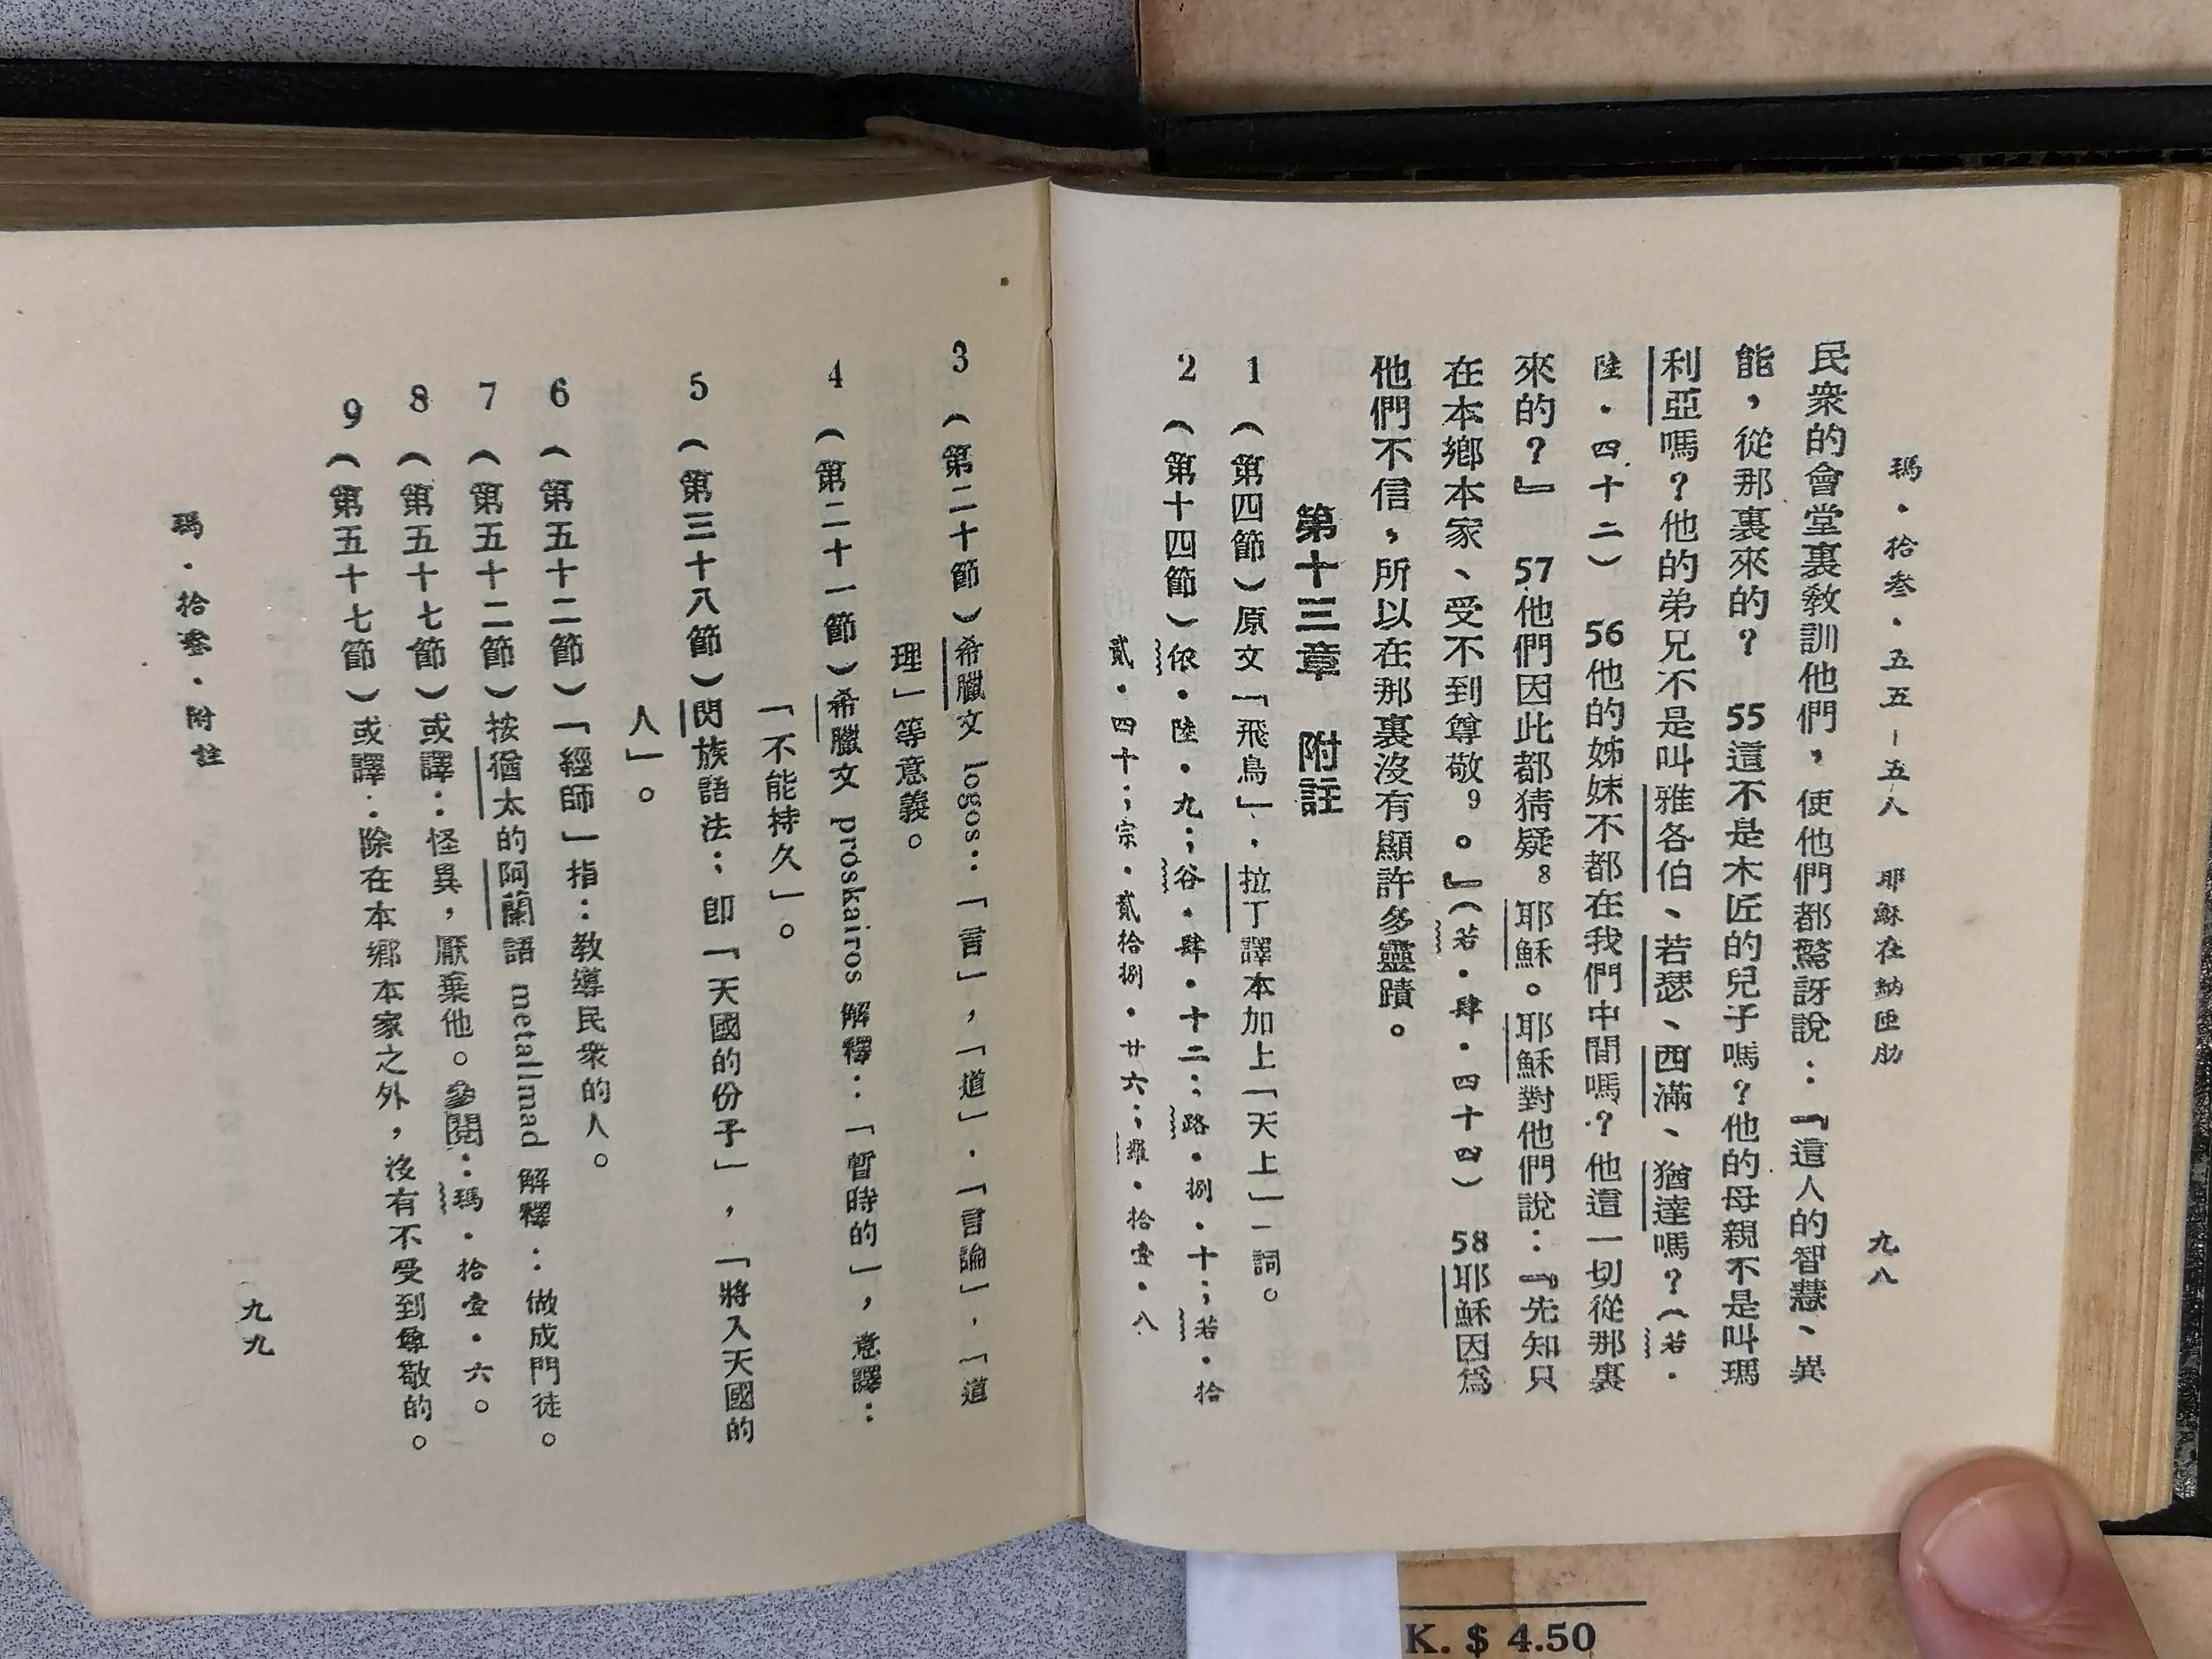 瑪・拾叁・五五－五八　耶穌在納匝肋　九八
民衆的會堂裏敎訓他們，使他們都驚訝說：『這人的智慧、異
能，從那裏來的？　55這不是木匠的兒子嗎？他的母親不是叫瑪
利亞嗎？他的弟兄不是叫雅各伯、若瑟、西滿、猶達嗎？（若・
陸・四十二）　56他的姊妹不都在我們中間嗎？他這一切從那裏
來的？』　57他們因此都猜疑8耶穌。耶穌對他們說：『先知只
在本鄉本家、受不到尊敬9。』（若・肆・四十四）　58耶穌因爲
他們不信，所以在那裏沒有顯許多靈蹟。
第十三章　附註
1（第四節）原文「飛鳥」，拉丁譯本加上「天上」一詞。
2（第十四節）依・陸・九；谷・肆・十二；路・捌・十；若・拾
貳・四十；宗・貳拾捌・廿六；羅・拾壹・八
3（第二十節）希臘文 logos：「言」，「道」，「言論」，「道
理」等意義。
4（第二十一節）希臘文 proskairos 解釋：「暫時的」，意譯：
「不能持久」。
5（第三十八節）閃族語法：卽「天國的份子」，「將入天國的
人」。
6（第五十二節）「經師」指：教導民衆的人。
7（第五十二節）按猶太的阿蘭語 metallmad 解釋：做成門徒。
8（第五十七節）或譯：怪異，厭棄他。參閱：瑪・拾壹・六。
9（第五十七節）或譯：除在本鄉本家之外，沒有不受到尊敬的。
瑪・拾叁・附註　九九
K. $ 4.50